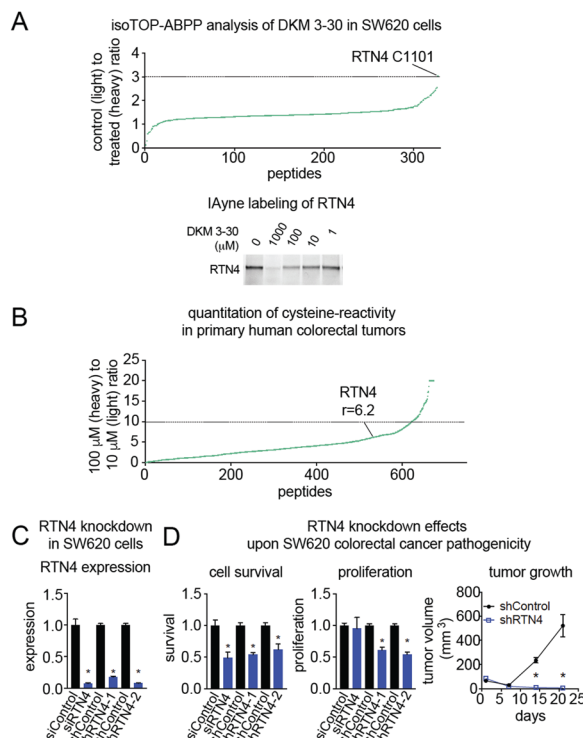 A
isoTOP-ABPP analysis of DKM 3-30 in SW620 cells
control (light) to
treated (heavy) ratio
4
3
2
1
0
RTN4 C1101
0
100
200
300
peptides
IAyne labeling of RTN4
DKM 3-30
(µM)
0
1000
100
10
1
RTN4
B
quantitation of cysteine-reactivity
in primary human colorectal tumors
100 µM (heavy) to
10 µM (light) ratio
25
20
15
10
5
0
RTN4
r=6.2
0
200
400
600
peptides
C
RTN4 knockdown
in SW620 cells
RTN4 expression
expression
1.5
1.0
0.5
0.0
* * *
siControl
siRTN4
shControl
shRTN4-1
shControl
shRTN4-2
D
RTN4 knockdown effects
upon SW620 colorectal cancer pathogenicity
cell survival
survival
1.5
1.0
0.5
0.0
* * *
siControl
siRTN4
shControl
shRTN4-1
shControl
shRTN4-2
proliferation
proliferation
1.5
1.0
0.5
0.0
* *
siControl
siRTN4
shControl
shRTN4-1
shControl
shRTN4-2
tumor growth
tumor volume
(mm3)
800
600
400
200
0
shControl
shRTN4
* *
0 5 10 15 20 25
days